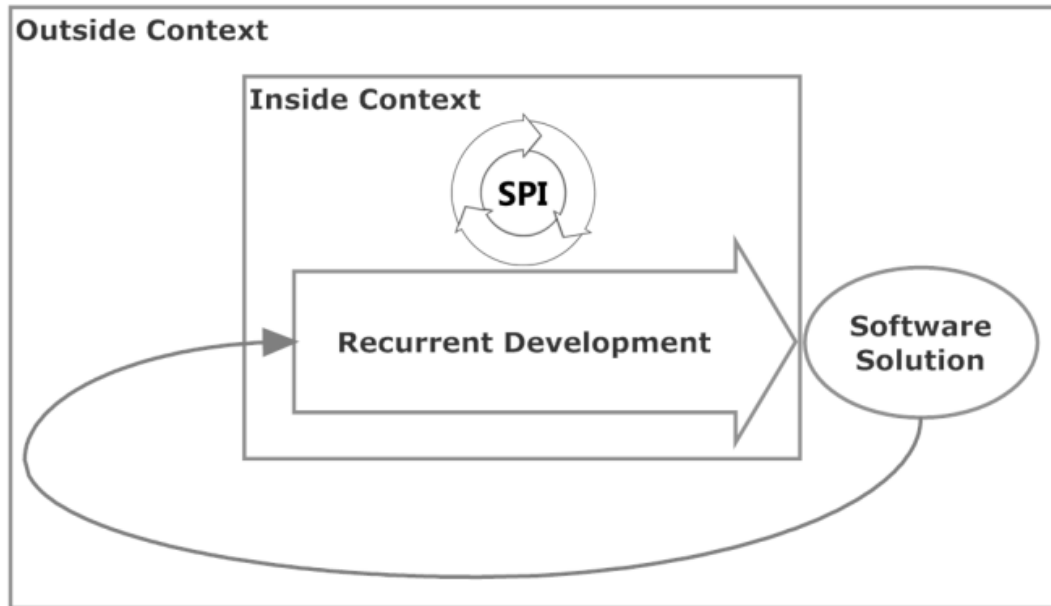 Outside Context
Inside Context
SPI
Recurrent Development
Software
Solution